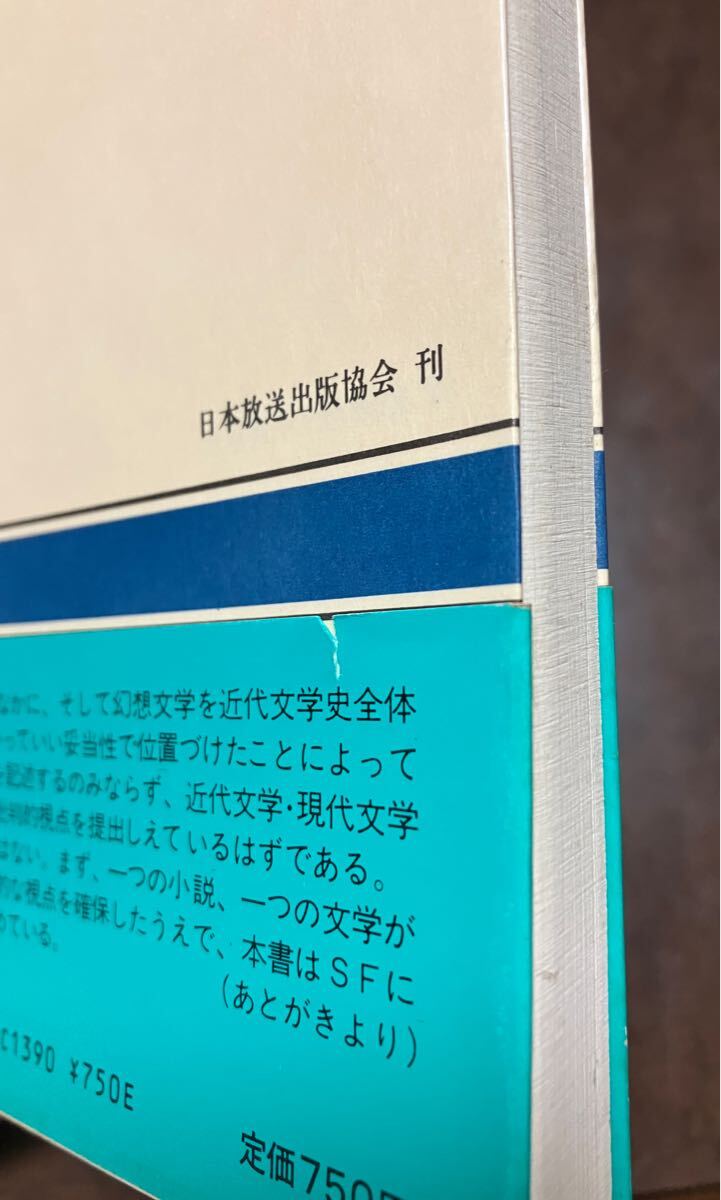 日本放送出版協会 刊
なかに、そして幻想文学を近代文学史全体
っていい妥当性で位置づけたことによって
を記述するのみならず、近代文学・現代文学
批判的視点を提出しえているはずである。
はない。まず、一つの小説、一つの文学が
的な視点を確保したうえで、本書はSFに
めている。
(あとがきより)
C1390 ¥750E
定価750